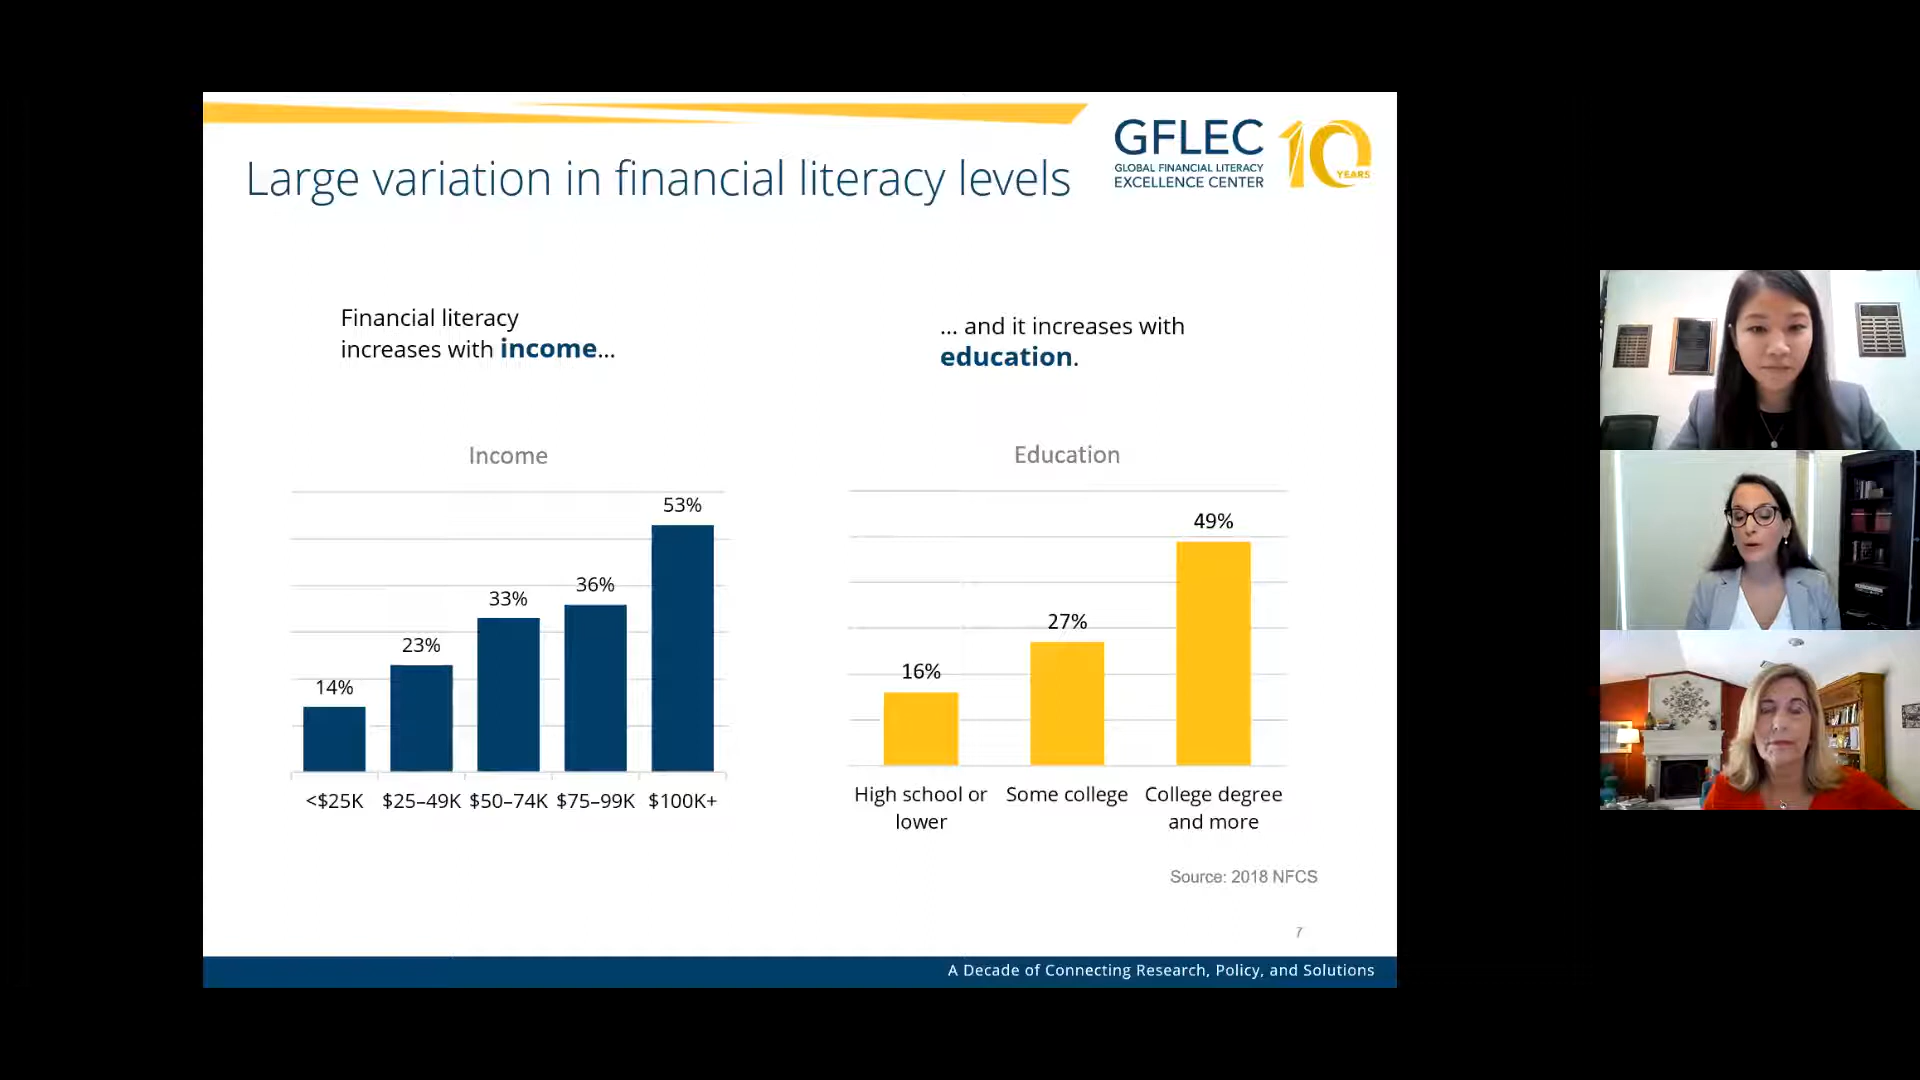 Large variation in financial literacy levels
GFLEC
GLOBAL FINANCIAL LITERACY
EXCELLENCE CENTER
10
YEARS
Financial literacy
increases with income...
... and it increases with
education.
Income
53%
36%
33%
23%
14%
<$25K $25–49K $50–74K $75–99K $100K+
Education
49%
27%
16%
High school or
lower
Some college
College degree
and more
Source: 2018 NFCS
7
A Decade of Connecting Research, Policy, and Solutions